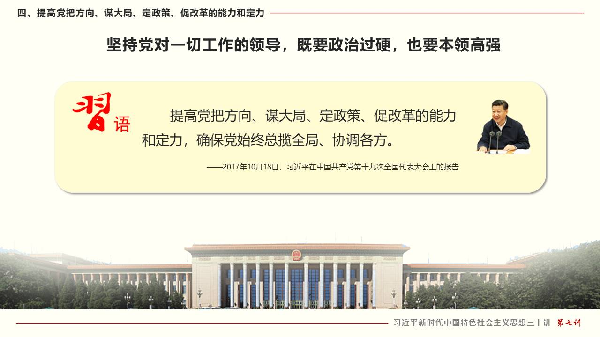 四、提高党把方向、谋大局、定政策、促改革的能力和定力
坚持党对一切工作的领导，既要政治过硬，也要本领高强
習语
提高党把方向、谋大局、定政策、促改革的能力
和定力，确保党始终总揽全局、协调各方。
——2017年10月18日，习近平在中国共产党第十九次全国代表大会上的报告
习近平新时代中国特色社会主义思想三十讲 第七讲